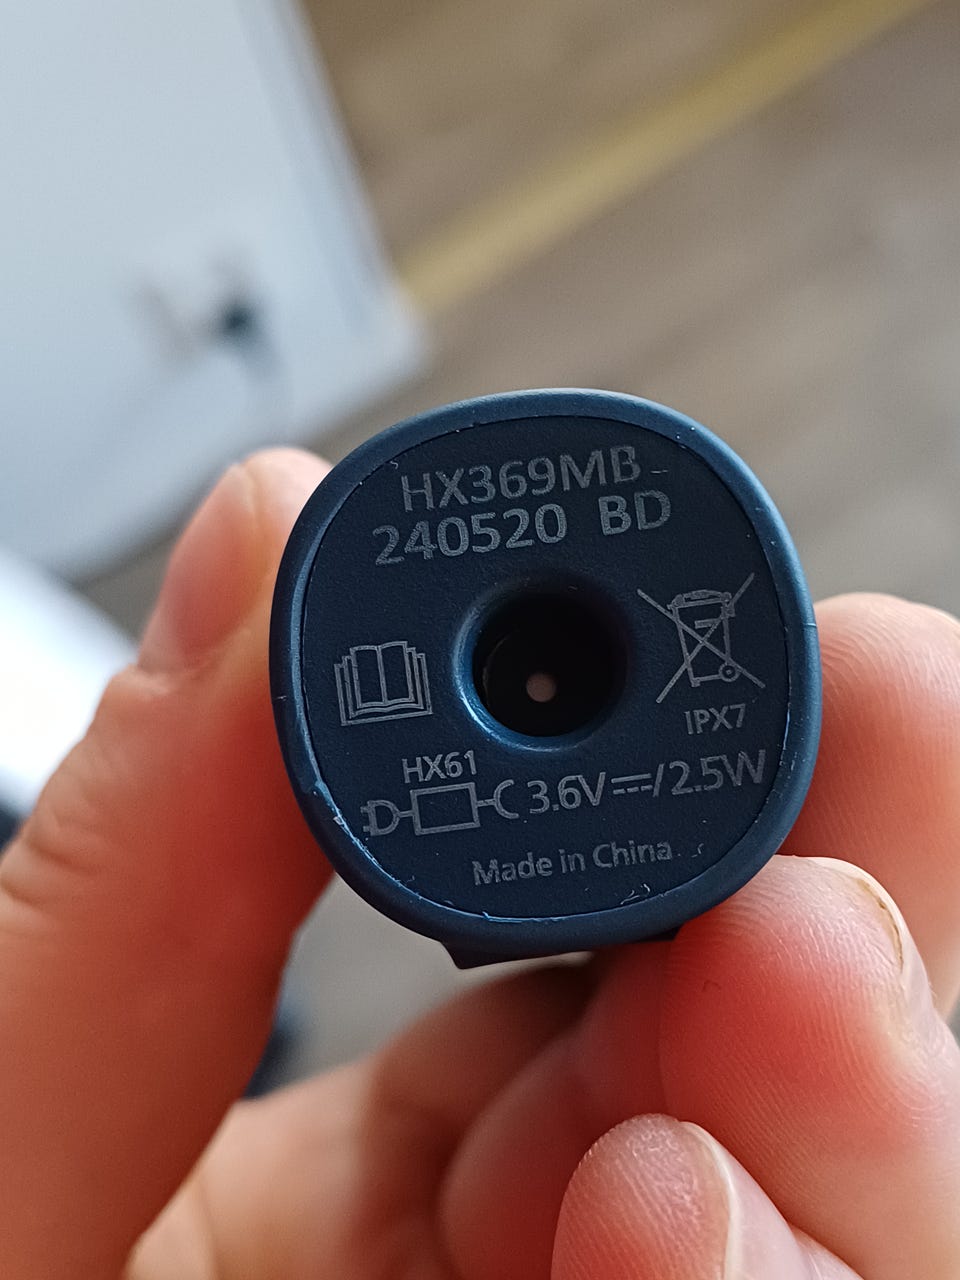 HX369MB
240520 BD
IPX7
HX61
3.6V⎓/2.5W
Made in China